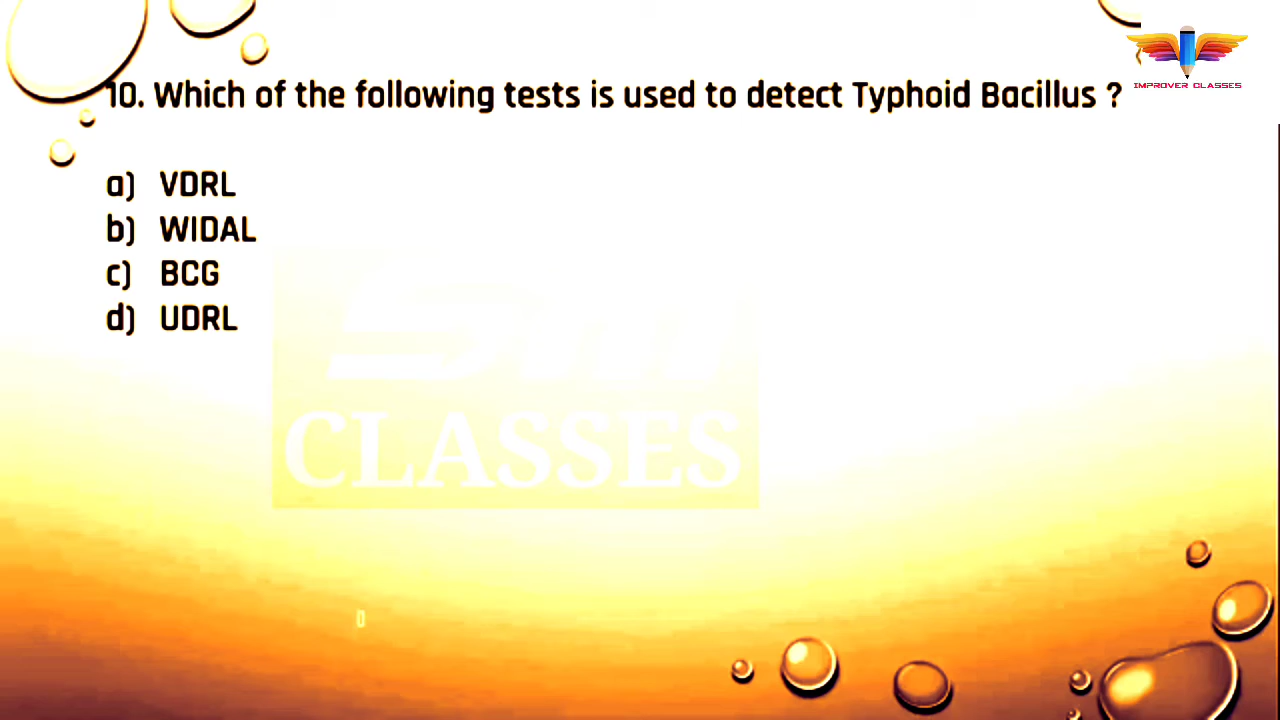 IMPROVER CLASSES
10. Which of the following tests is used to detect Typhoid Bacillus ?
a) VDRL
b) WIDAL
c) BCG
d) UDRL
Sm
CLASSES